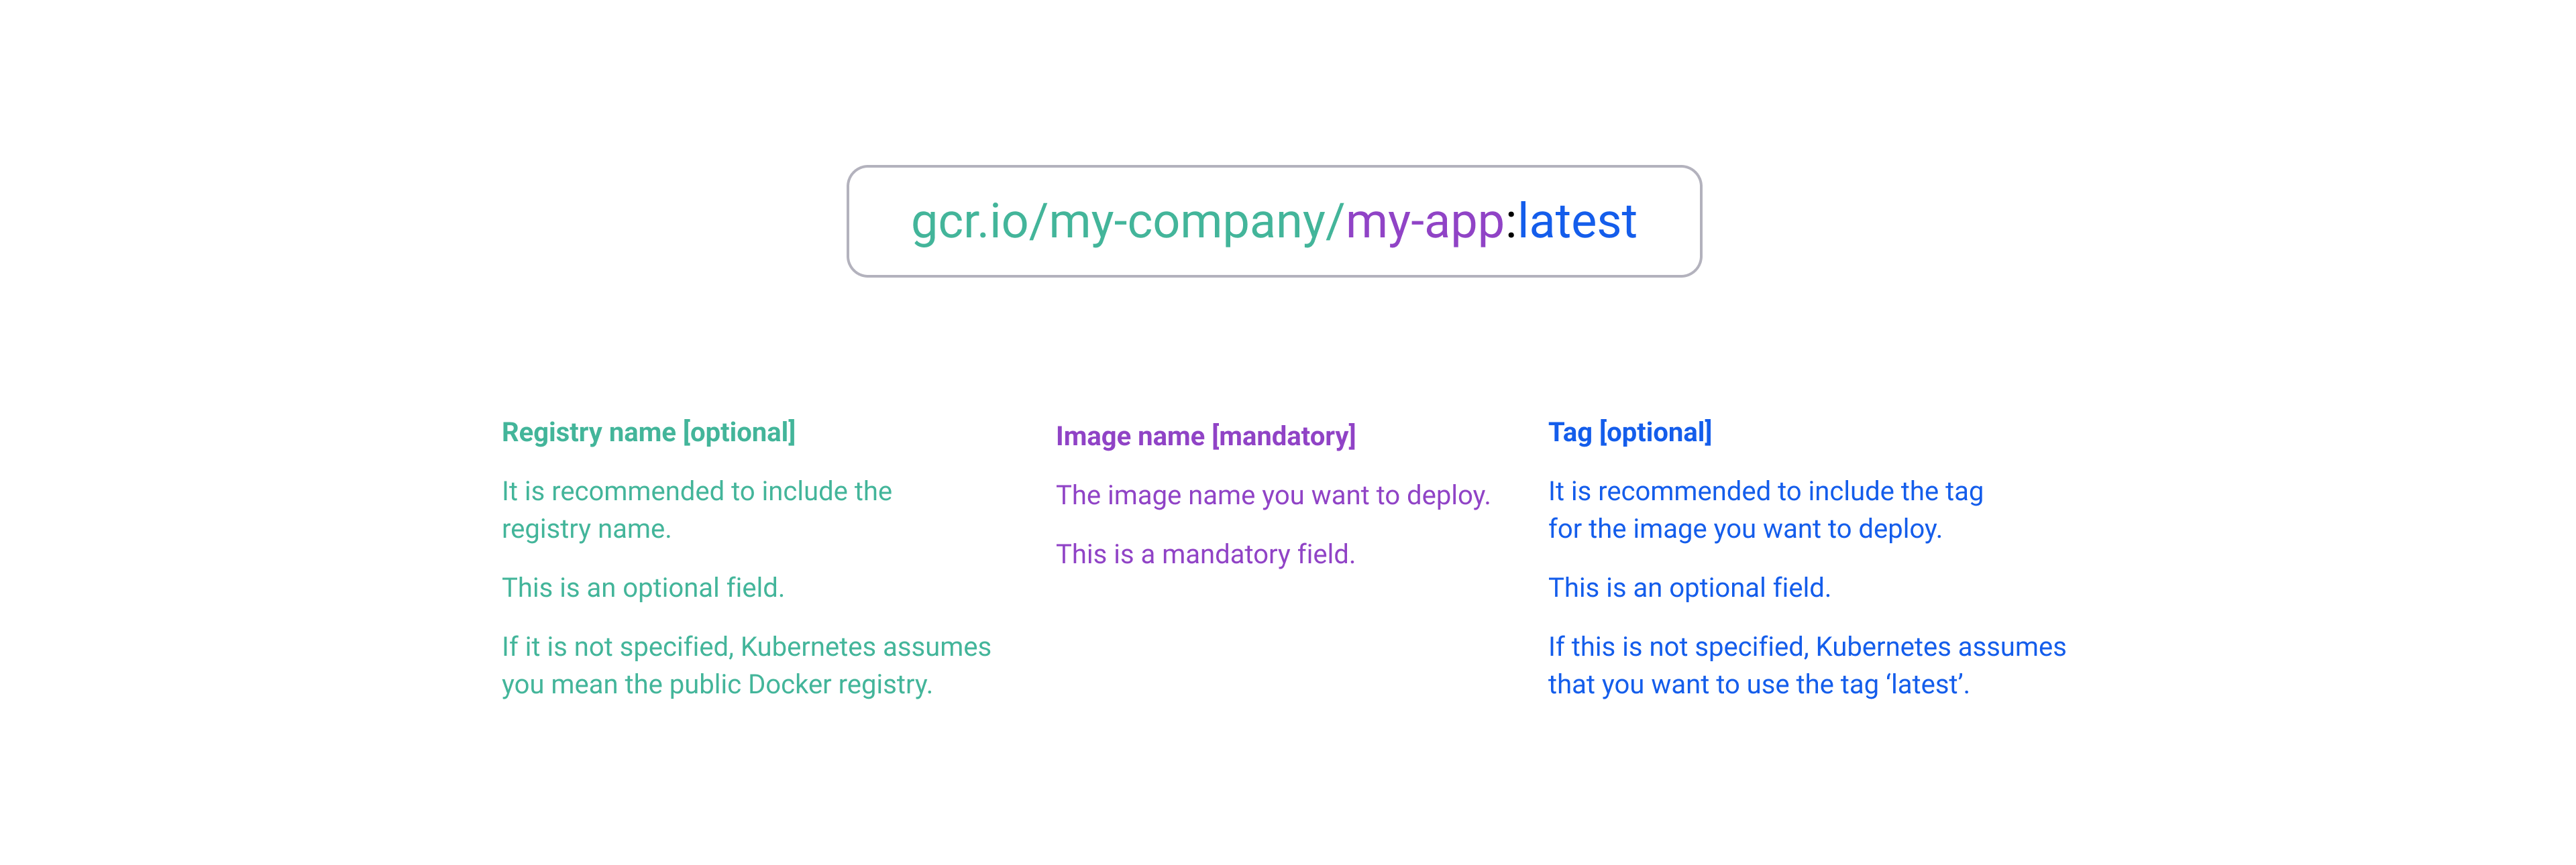 gcr.io/my-company/my-app:latest
Registry name [optional]
It is recommended to include the
registry name.
This is an optional field.
If it is not specified, Kubernetes assumes
you mean the public Docker registry.
Image name [mandatory]
The image name you want to deploy.
This is a mandatory field.
Tag [optional]
It is recommended to include the tag
for the image you want to deploy.
This is an optional field.
If this is not specified, Kubernetes assumes
that you want to use the tag ‘latest’.